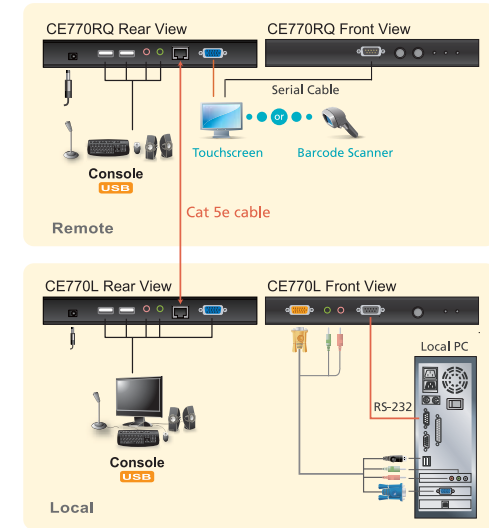 CE770RQ Rear View
CE770RQ Front View
Serial Cable
or
Touchscreen
Barcode Scanner
Console
USB
Cat 5e cable
Remote
CE770L Rear View
CE770L Front View
Local PC
RS-232
Console
USB
Local